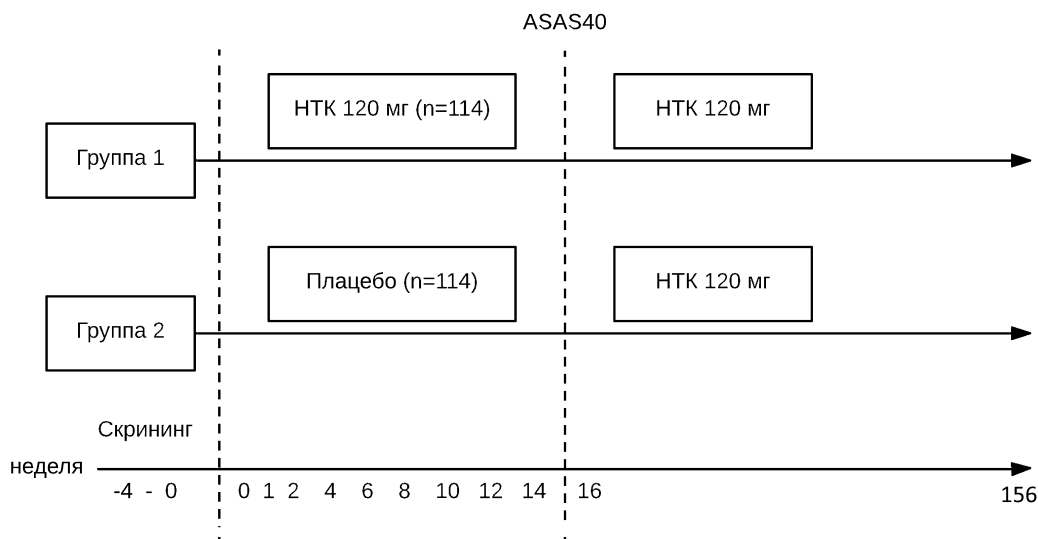 ASAS40
НТК 120 мг (n=114)
НТК 120 мг
Группа 1
Плацебо (n=114)
НТК 120 мг
Группа 2
Скрининг
неделя
-4 - 0 0 1 2 4 6 8 10 12 14 16 156